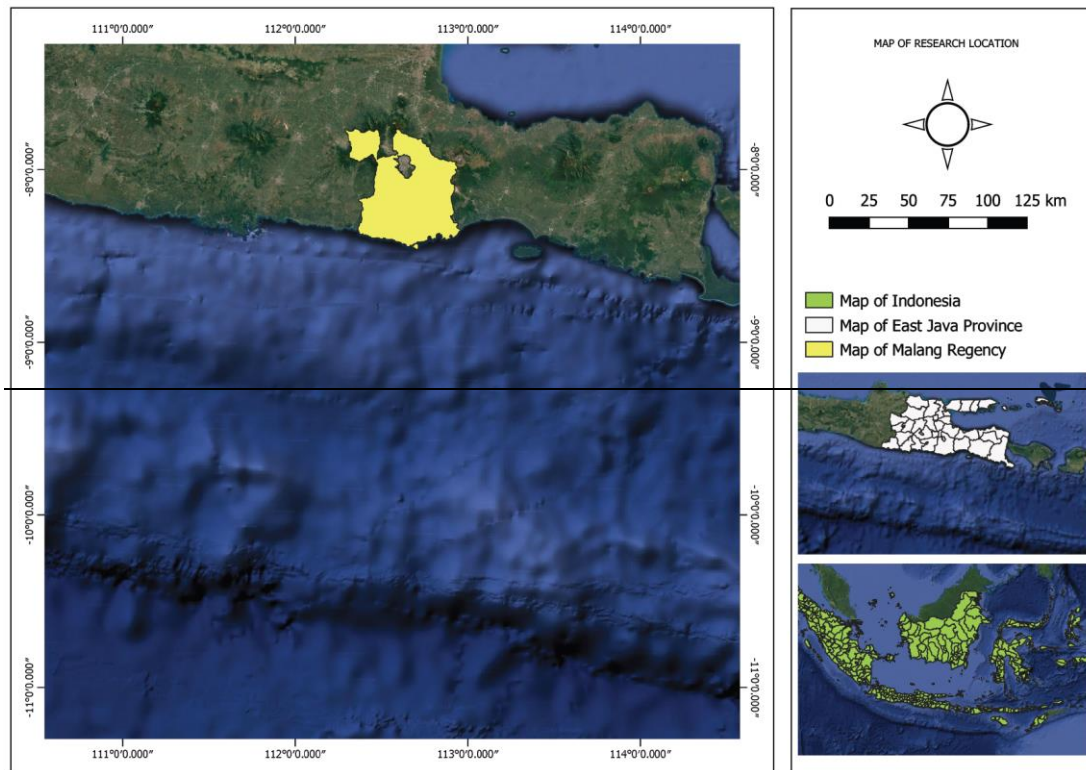 111°0'0.000" 112°0'0.000" 113°0'0.000" 114°0'0.000"
-8°0'0.000" -8°0'0.000"
-9°0'0.000" -9°0'0.000"
-10°0'0.000" -10°0'0.000"
-11°0'0.000" -11°0'0.000"
111°0'0.000" 112°0'0.000" 113°0'0.000" 114°0'0.000"
MAP OF RESEARCH LOCATION
0 25 50 75 100 125 km
Map of Indonesia
Map of East Java Province
Map of Malang Regency